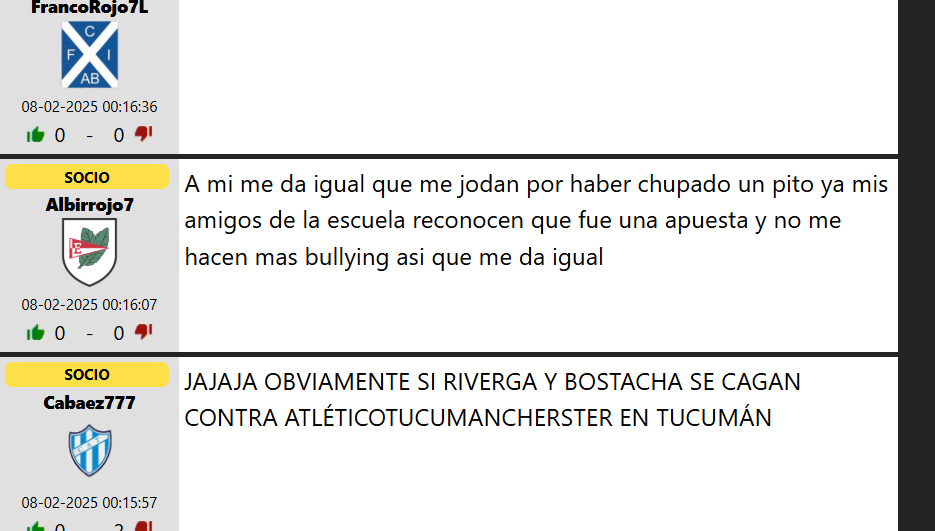 FrancoRojo7L
C
F I
AB
08-02-2025 00:16:36
0 - 0
SOCIO
Albirrojo7
E
08-02-2025 00:16:07
0 - 0
A mi me da igual que me jodan por haber chupado un pito ya mis
amigos de la escuela reconocen que fue una apuesta y no me
hacen mas bullying asi que me da igual
SOCIO
Cabaez777
08-02-2025 00:15:57
0 - 2
JAJAJA OBVIAMENTE SI RIVERGA Y BOSTACHA SE CAGAN
CONTRA ATLÉTICOTUCUMANCHERSTER EN TUCUMÁN